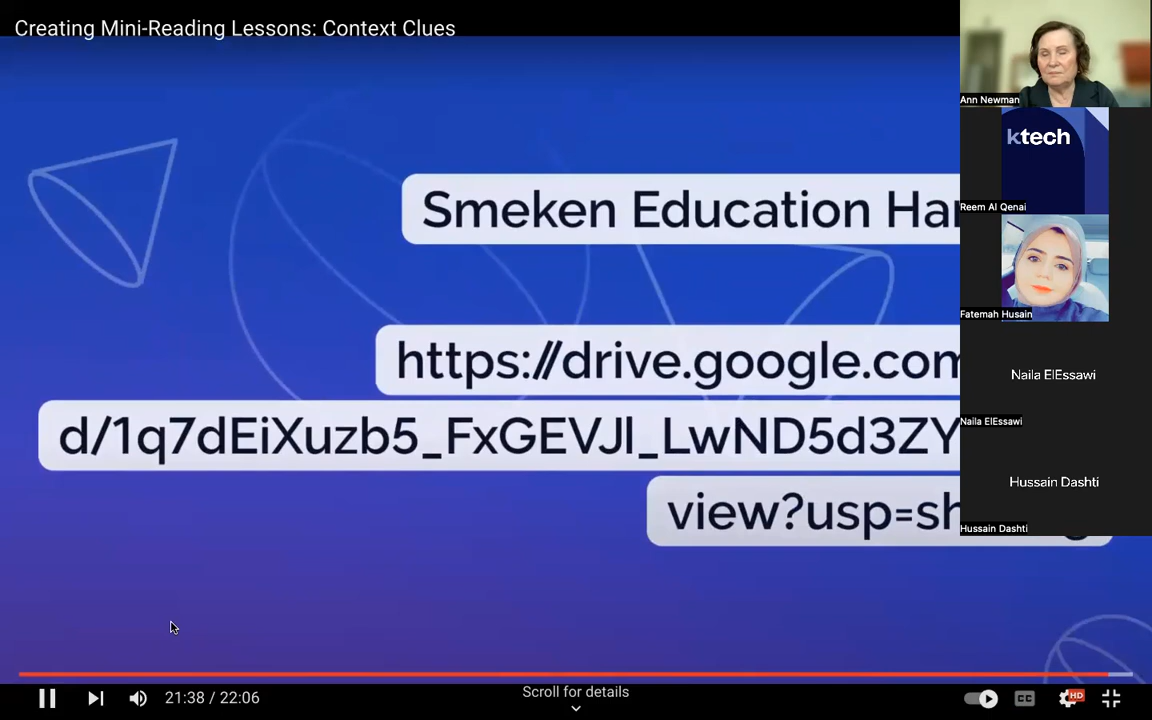 Creating Mini-Reading Lessons: Context Clues
Smeken Education
https://drive.google.com
d/1q7dEiXuzb5_FxGEVJl_LwND5d3ZY
view?usp=sh
Ann Newman
ktech
Reem Al Qenai
Fatemah Husain
Naila ElEssawi
Naila ElEssawi
Hussain Dashti
Hussain Dashti
21:38 / 22:06
Scroll for details
CC
HD